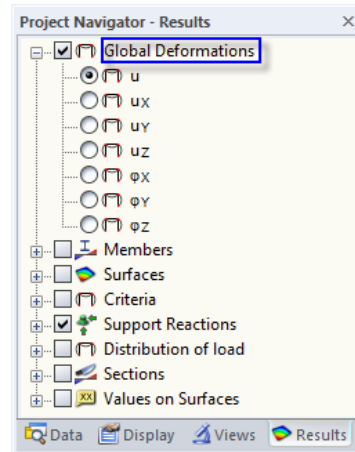 Project Navigator - Results
Global Deformations
u
uX
uY
uZ
φX
φY
φZ
Members
Surfaces
Criteria
Support Reactions
Distribution of load
Sections
xx Values on Surfaces
Data Display Views Results